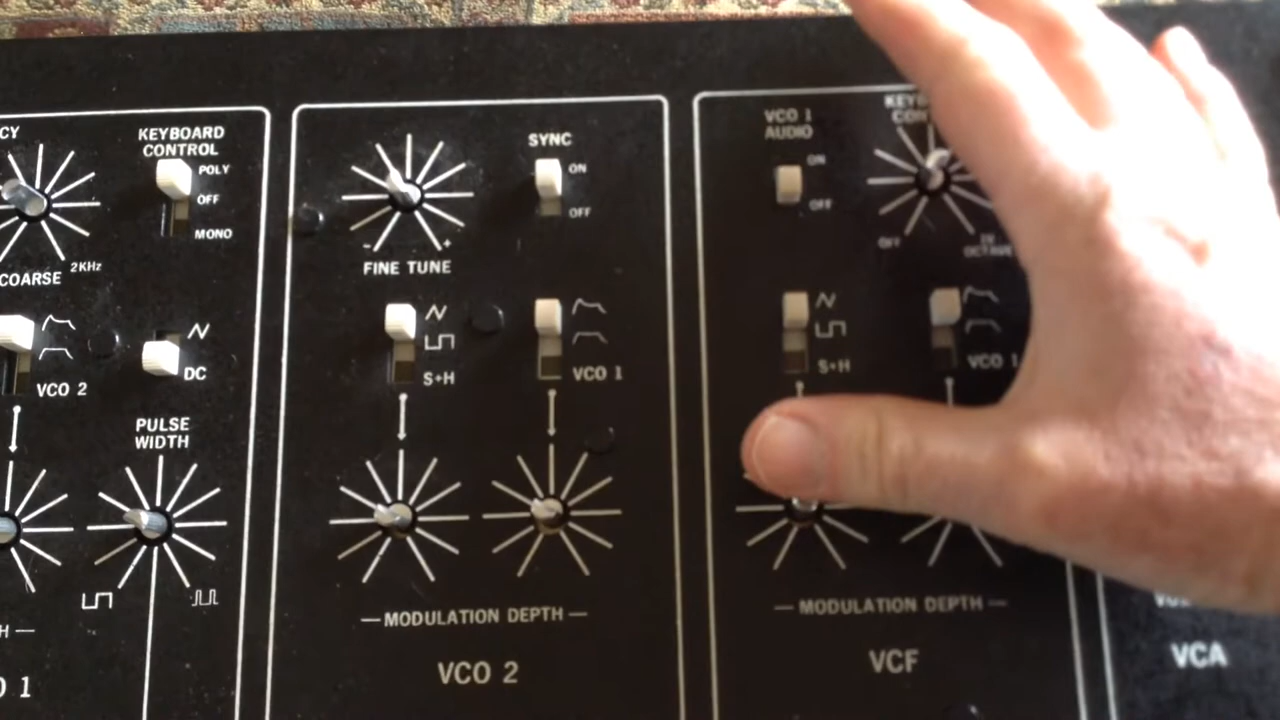 CY
COARSE
2KHz
KEYBOARD
CONTROL
POLY
OFF
MONO
VCO 2
DC
PULSE
WIDTH
H —
O 1
SYNC
ON
OFF
- +
FINE TUNE
S+H
VCO 1
— MODULATION DEPTH —
VCO 2
VCO 1
AUDIO
ON
OFF
OFF
OCTAVE
S+H
VCO 1
— MODULATION DEPTH —
VCF
VCA